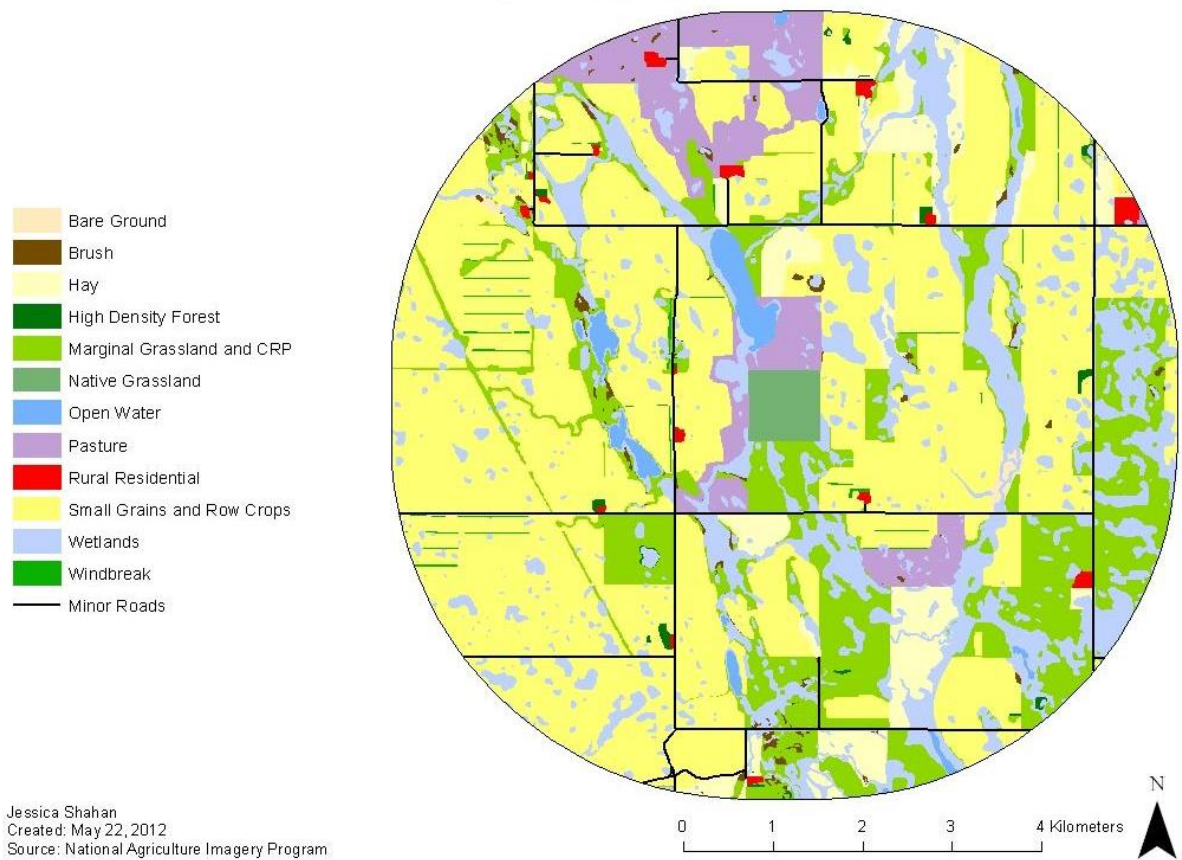 Bare Ground
Brush
Hay
High Density Forest
Marginal Grassland and CRP
Native Grassland
Open Water
Pasture
Rural Residential
Small Grains and Row Crops
Wetlands
Windbreak
Minor Roads
Jessica Shahan
Created: May 22, 2012
Source: National Agriculture Imagery Program
0 1 2 3 4 Kilometers
N